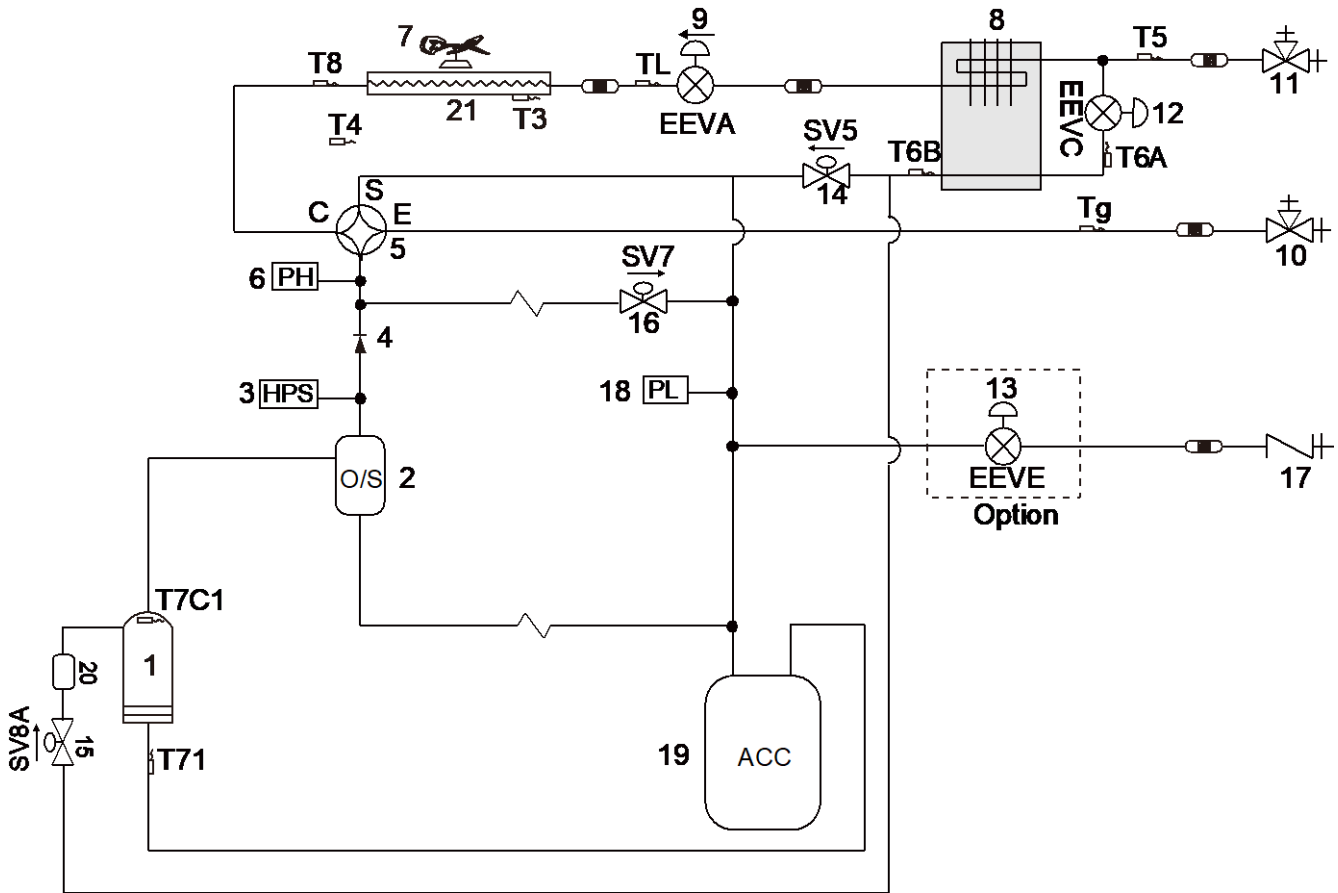 9
8
7
T8
TL
T5
11
21
T3
EEVA
EEVC
12
T4
SV5
T6B
T6A
14
S
C
E
5
Tg
10
6 PH
SV7
16
4
3 HPS
18 PL
13
EEVE
Option
17
O/S 2
T7C1
1
20
SV8A
15
T71
19 ACC